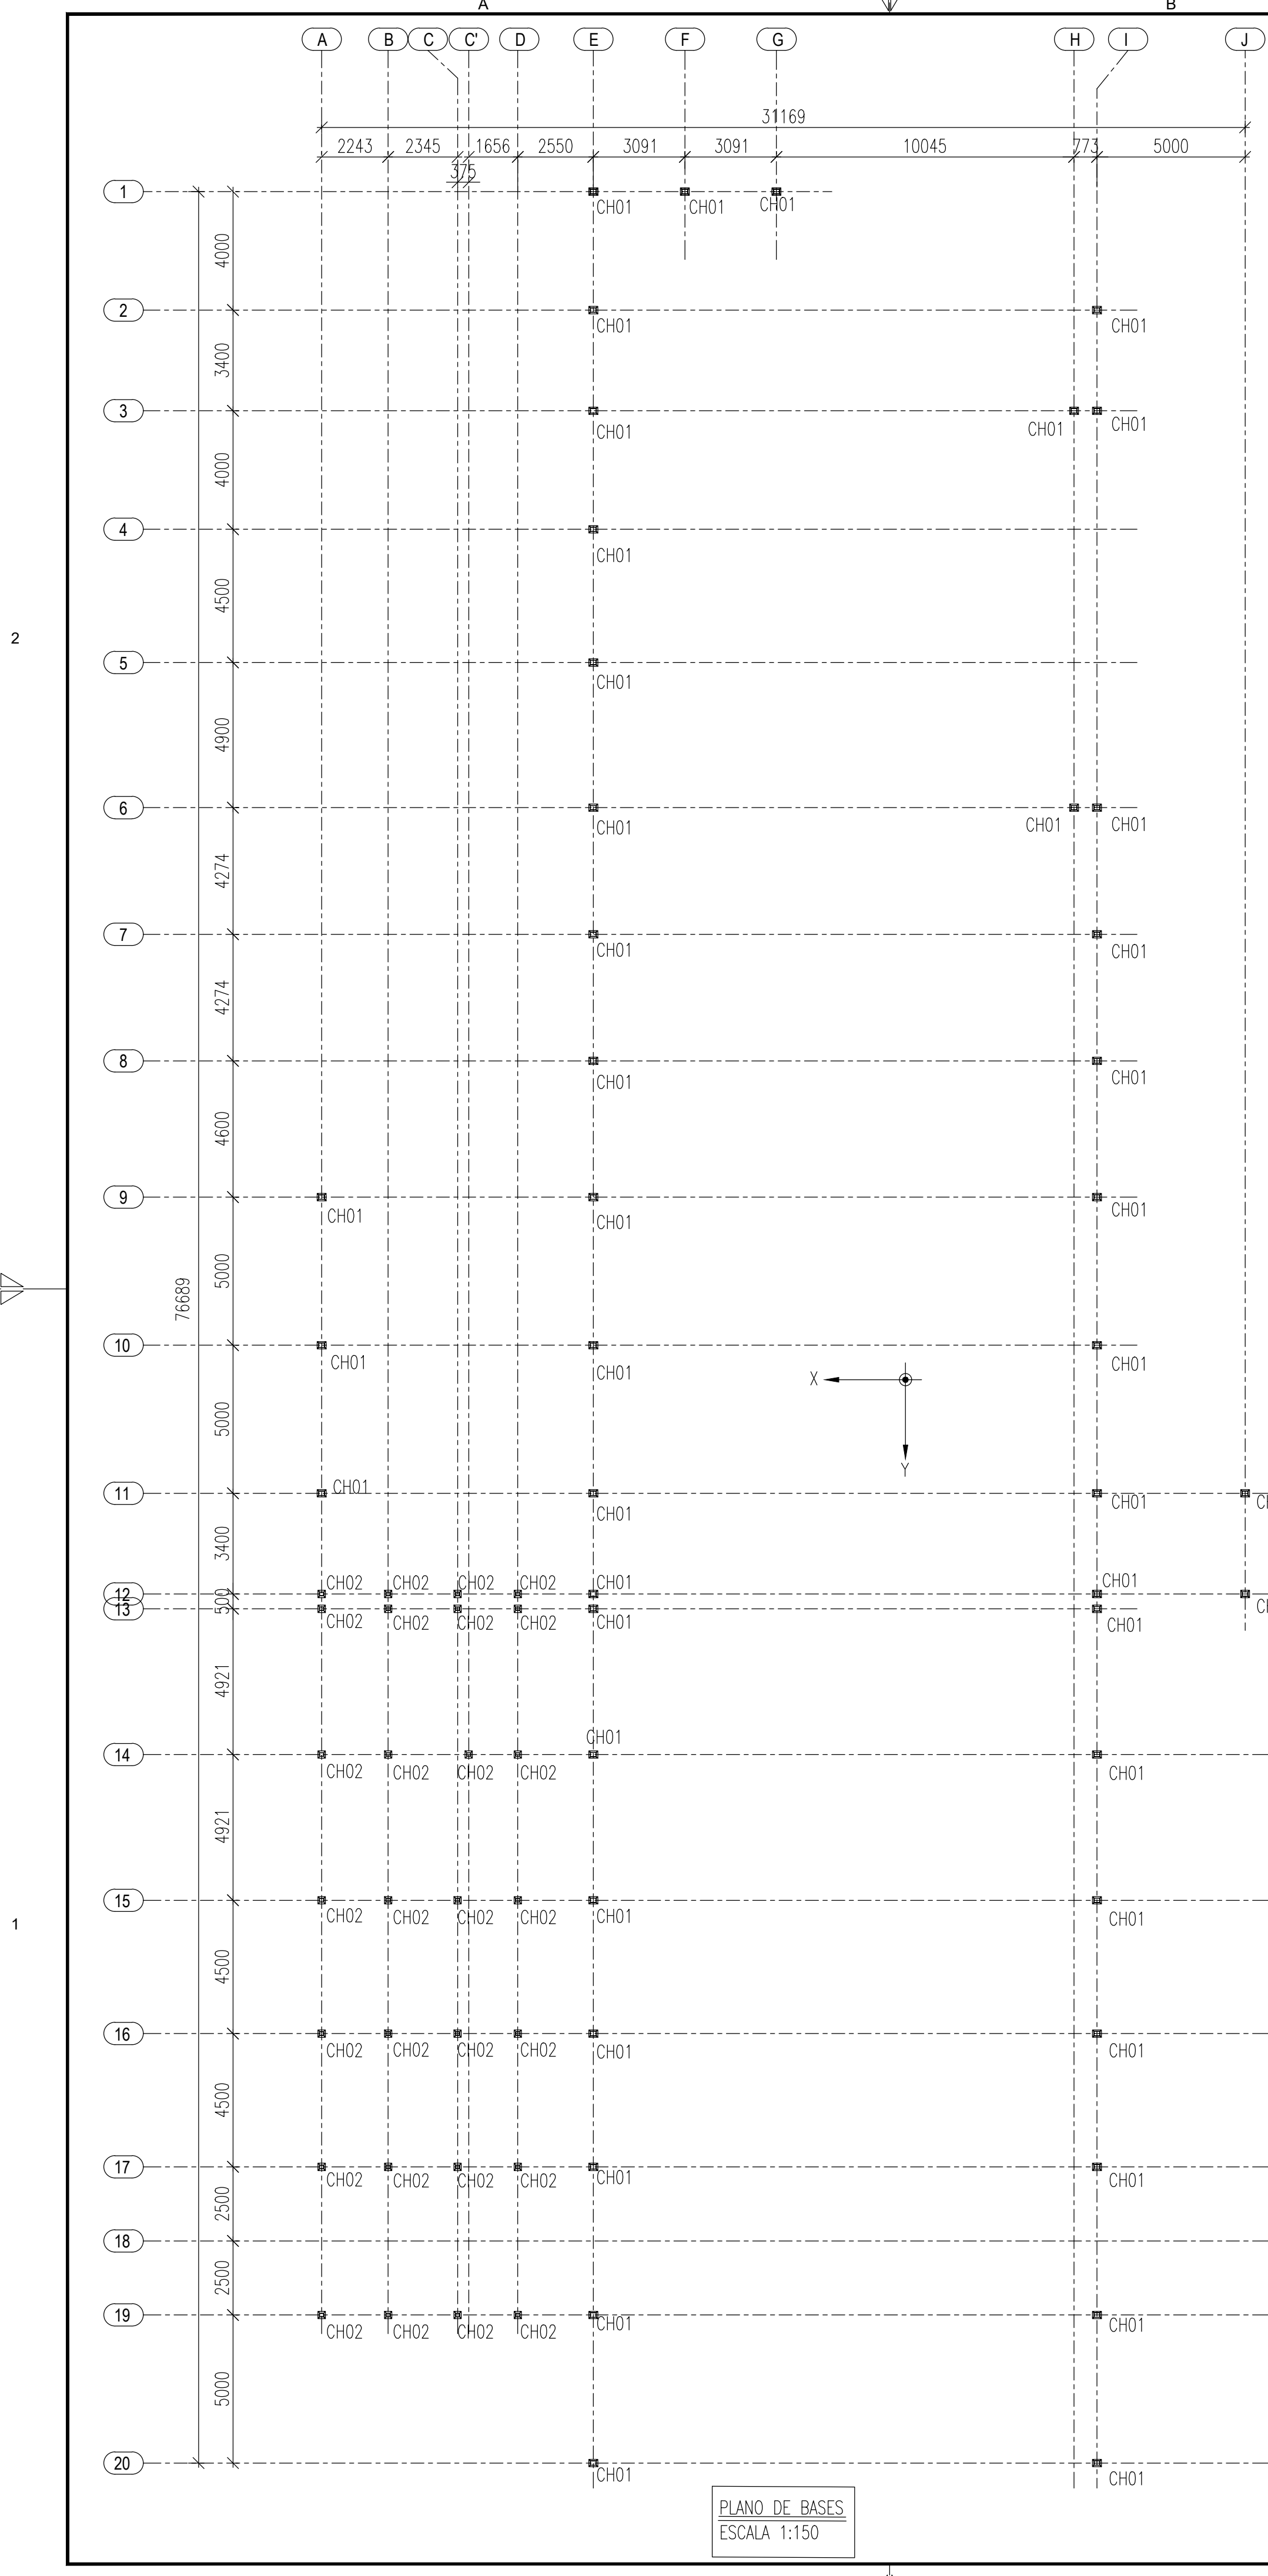 A B
A B C C' D E F G H I J
31169
2243 2345 1656 2550 3091 3091 10045 773 5000
375
1
CH01 CH01 CH01
4000
2
CH01 CH01
3400
3
CH01 CH01 CH01
4000
4
CH01
4500
2
5
CH01
4900
6
CH01 CH01 CH01
4274
7
CH01 CH01
4274
8
CH01 CH01
4600
9
CH01 CH01 CH01
5000
76689
10
CH01 CH01 CH01
X
5000
Y
11
CH01 CH01 CH01
3400
CH02 CH02 CH02 CH02 CH01 CH01
12
500
13
CH02 CH02 CH02 CH02 CH01 CH01
4921
CH01
14
CH02 CH02 CH02 CH02 CH01
4921
15
CH02 CH02 CH02 CH02 CH01 CH01
1
4500
16
CH02 CH02 CH02 CH02 CH01 CH01
4500
17
CH02 CH02 CH02 CH02 CH01 CH01
2500
18
2500
19
CH02 CH02 CH02 CH02 CH01 CH01
5000
20
CH01 CH01
PLANO DE BASES
ESCALA 1:150